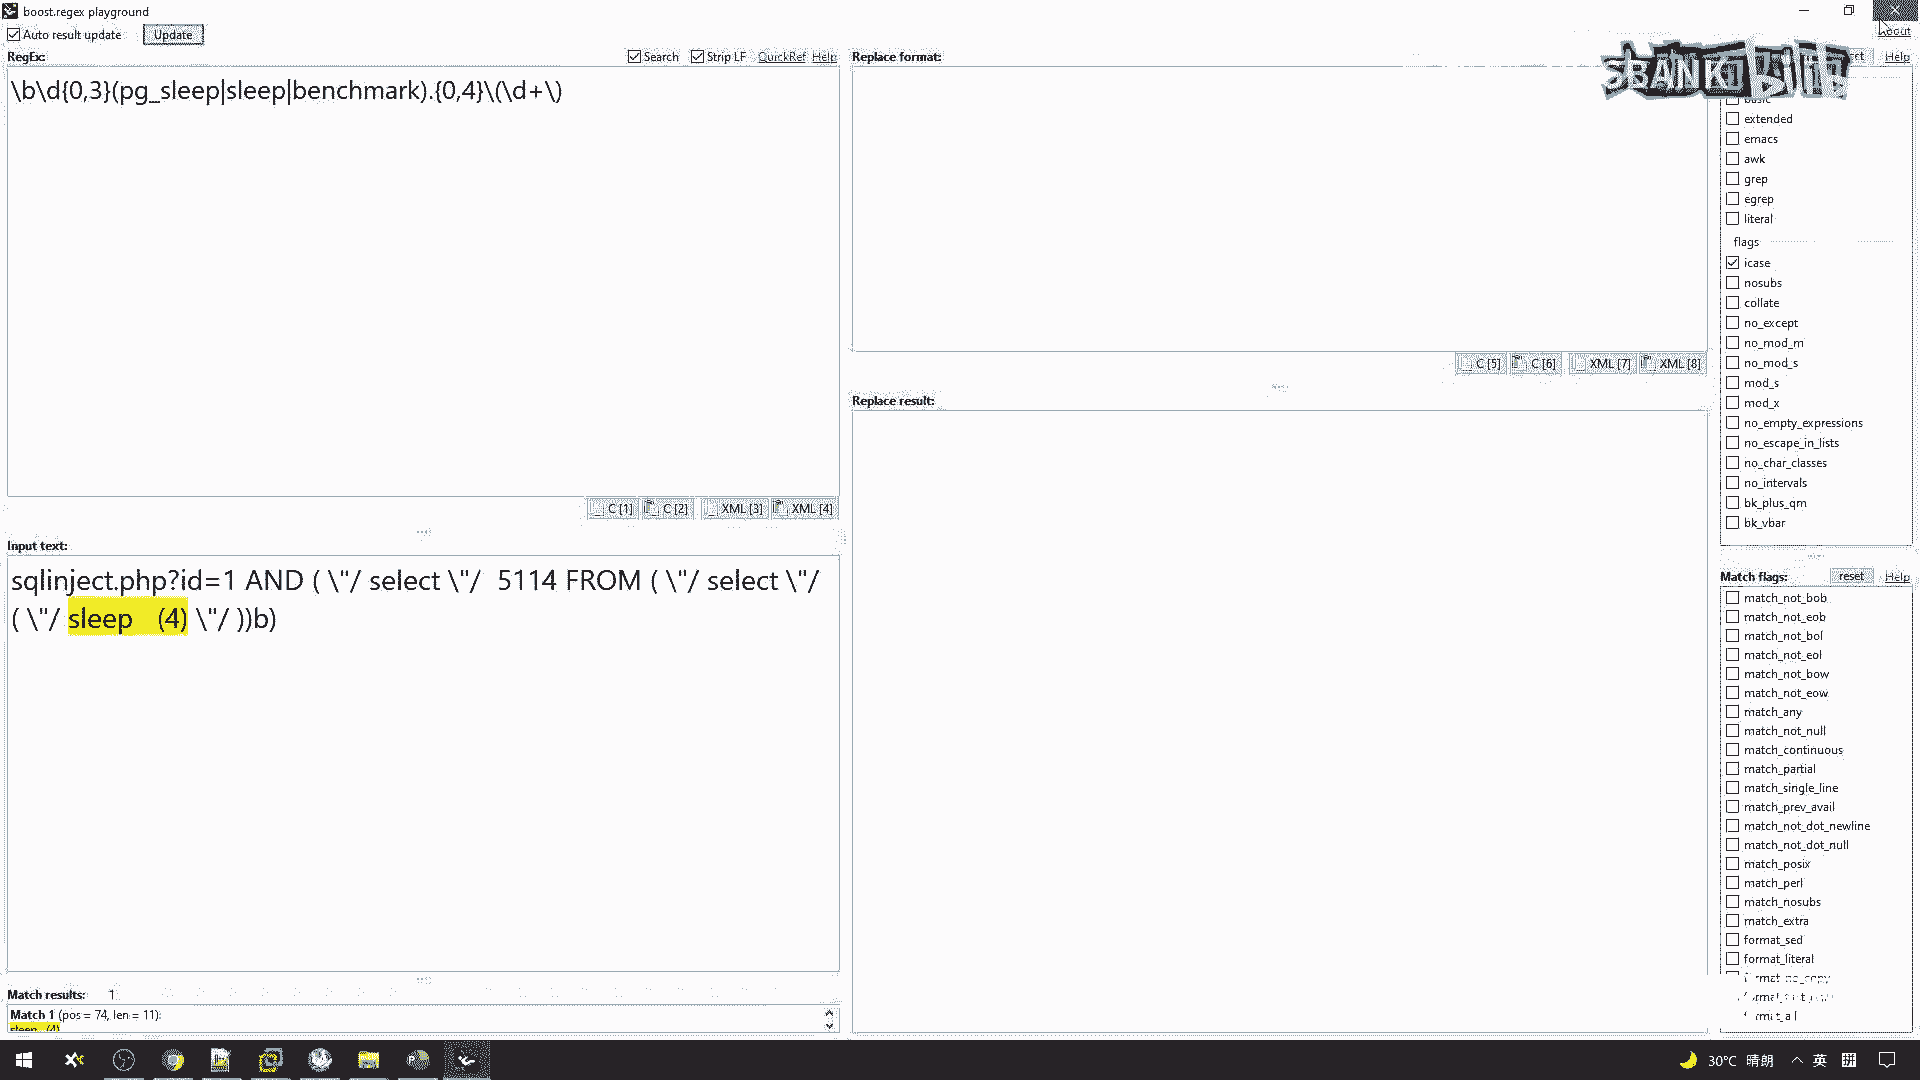 boost.regex playground
Auto result update
Update
About
RegEx:
Search
Strip LF
QuickRef
Help
\b\d{0,3}(pg_sleep|sleep|benchmark).{0,4}\(\d+\)
C [1]
C [2]
XML [3]
XML [4]
Input text:
sqlinject.php?id=1 AND ( \"/ select \"/  5114 FROM ( \"/ select \"/
( \"/ sleep   (4) \"/ ))b)
Match results:
1
Match 1 (pos = 74, len = 11):
sleep   (4)
Replace format:
C [5]
C [6]
XML [7]
XML [8]
Replace result:
Help
basic
extended
emacs
awk
grep
egrep
literal
flags
icase
nosubs
collate
no_except
no_mod_m
no_mod_s
mod_s
mod_x
no_empty_expressions
no_escape_in_lists
no_char_classes
no_intervals
bk_plus_qm
bk_vbar
Match flags:
reset
Help
match_not_bob
match_not_eob
match_not_bol
match_not_eol
match_not_bow
match_not_eow
match_any
match_not_null
match_continuous
match_partial
match_single_line
match_prev_avail
match_not_dot_newline
match_not_dot_null
match_posix
match_perl
match_nosubs
match_extra
format_sed
format_literal
format_no_copy
30°C 晴朗
英
拼